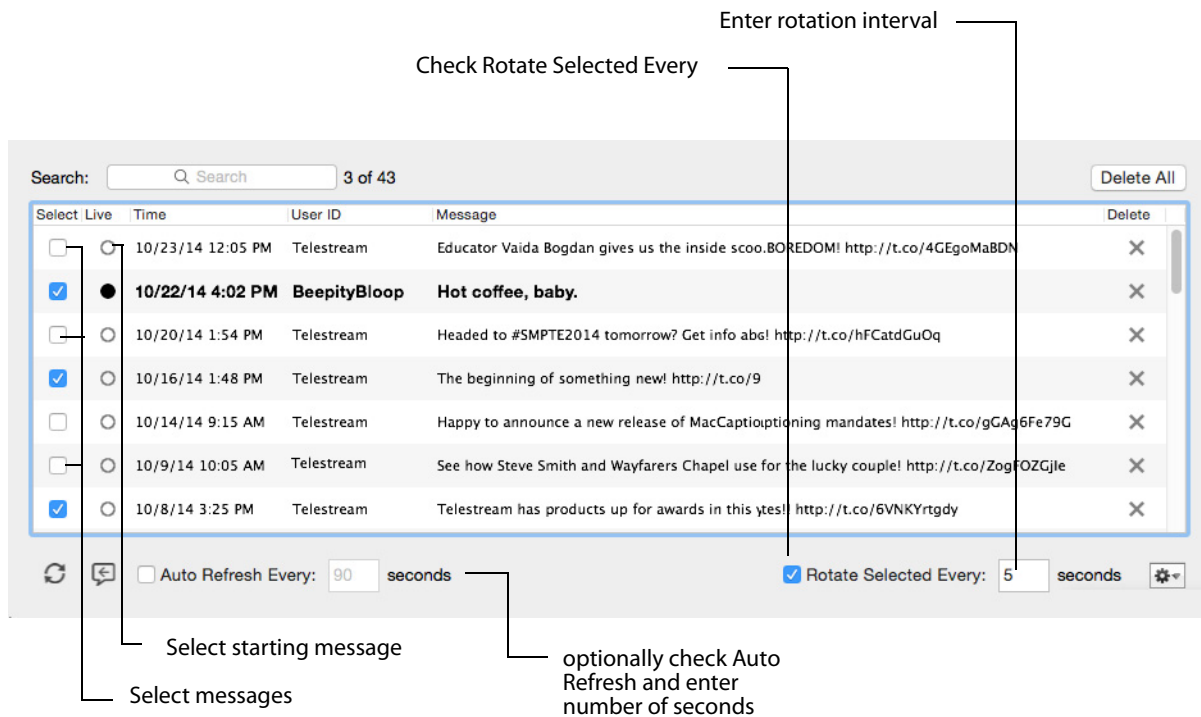 Enter rotation interval
Check Rotate Selected Every
Search: Search 3 of 43 Delete All
Select Live Time User ID Message Delete
10/23/14 12:05 PM Telestream Educator Vaida Bogdan gives us the inside scoo.BOREDOM! http://t.co/4GEgoMaBDN
10/22/14 4:02 PM BeepityBloop Hot coffee, baby.
10/20/14 1:54 PM Telestream Headed to #SMPTE2014 tomorrow? Get info http://t.co/hFCatdGuOq
10/16/14 1:48 PM Telestream The beginning of something new! http://t.co/9
10/14/14 9:15 AM Telestream Happy to announce a new release of mandates! http://t.co/gGAg6Fe79G
10/9/14 10:05 AM Telestream See how Steve Smith and Wayfarers Chapel use for the lucky couple! http://t.co/ZogFOZGjIe
10/8/14 3:25 PM Telestream Telestream has products up for awards in this http://t.co/6VNKYrtgdy
Auto Refresh Every: 90 seconds Rotate Selected Every: 5 seconds
Select starting message
optionally check Auto
Refresh and enter
number of seconds
Select messages